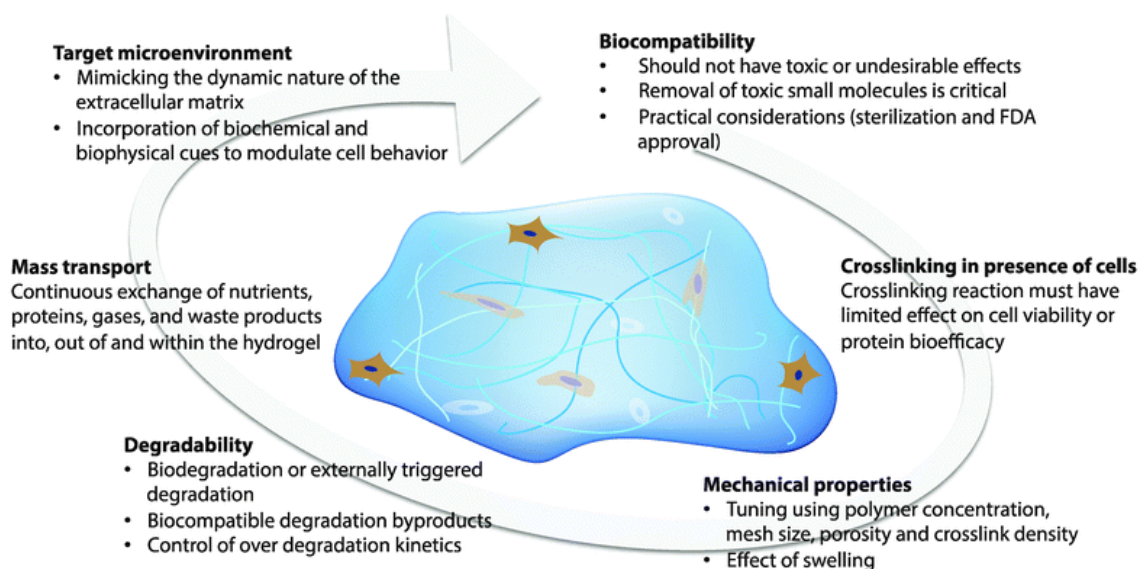 Target microenvironment
• Mimicking the dynamic nature of the
extracellular matrix
• Incorporation of biochemical and
biophysical cues to modulate cell behavior
Biocompatibility
• Should not have toxic or undesirable effects
• Removal of toxic small molecules is critical
• Practical considerations (sterilization and FDA
approval)
Mass transport
Continuous exchange of nutrients,
proteins, gases, and waste products
into, out of and within the hydrogel
Crosslinking in presence of cells
Crosslinking reaction must have
limited effect on cell viability or
protein bioefficacy
Degradability
• Biodegradation or externally triggered
degradation
• Biocompatible degradation byproducts
• Control of over degradation kinetics
Mechanical properties
• Tuning using polymer concentration,
mesh size, porosity and crosslink density
• Effect of swelling